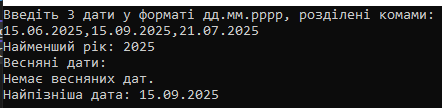 Введіть 3 дати у форматі дд.мм.рррр, розділені комами:
15.06.2025,15.09.2025,21.07.2025
Найменший рік: 2025
Весняні дати:
Немає весняних дат.
Найпізніша дата: 15.09.2025